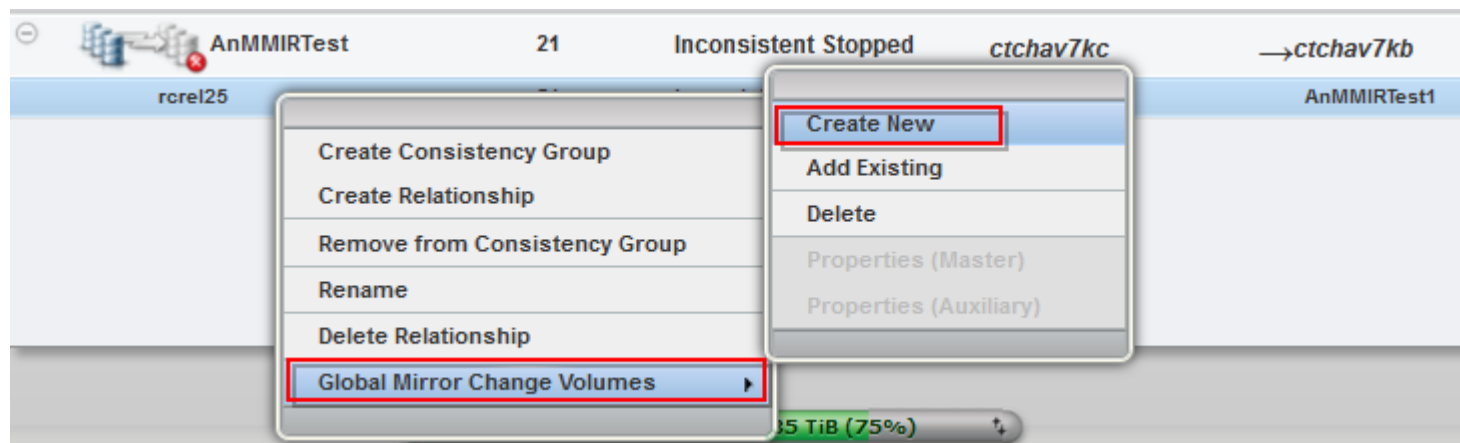 AnMMIRTest 21 Inconsistent Stopped ctchav7kc →ctchav7kb
rcrel25 AnMMIRTest1
Create Consistency Group
Create Relationship
Remove from Consistency Group
Rename
Delete Relationship
Global Mirror Change Volumes
Create New
Add Existing
Delete
Properties (Master)
Properties (Auxiliary)
35 TiB (75%)